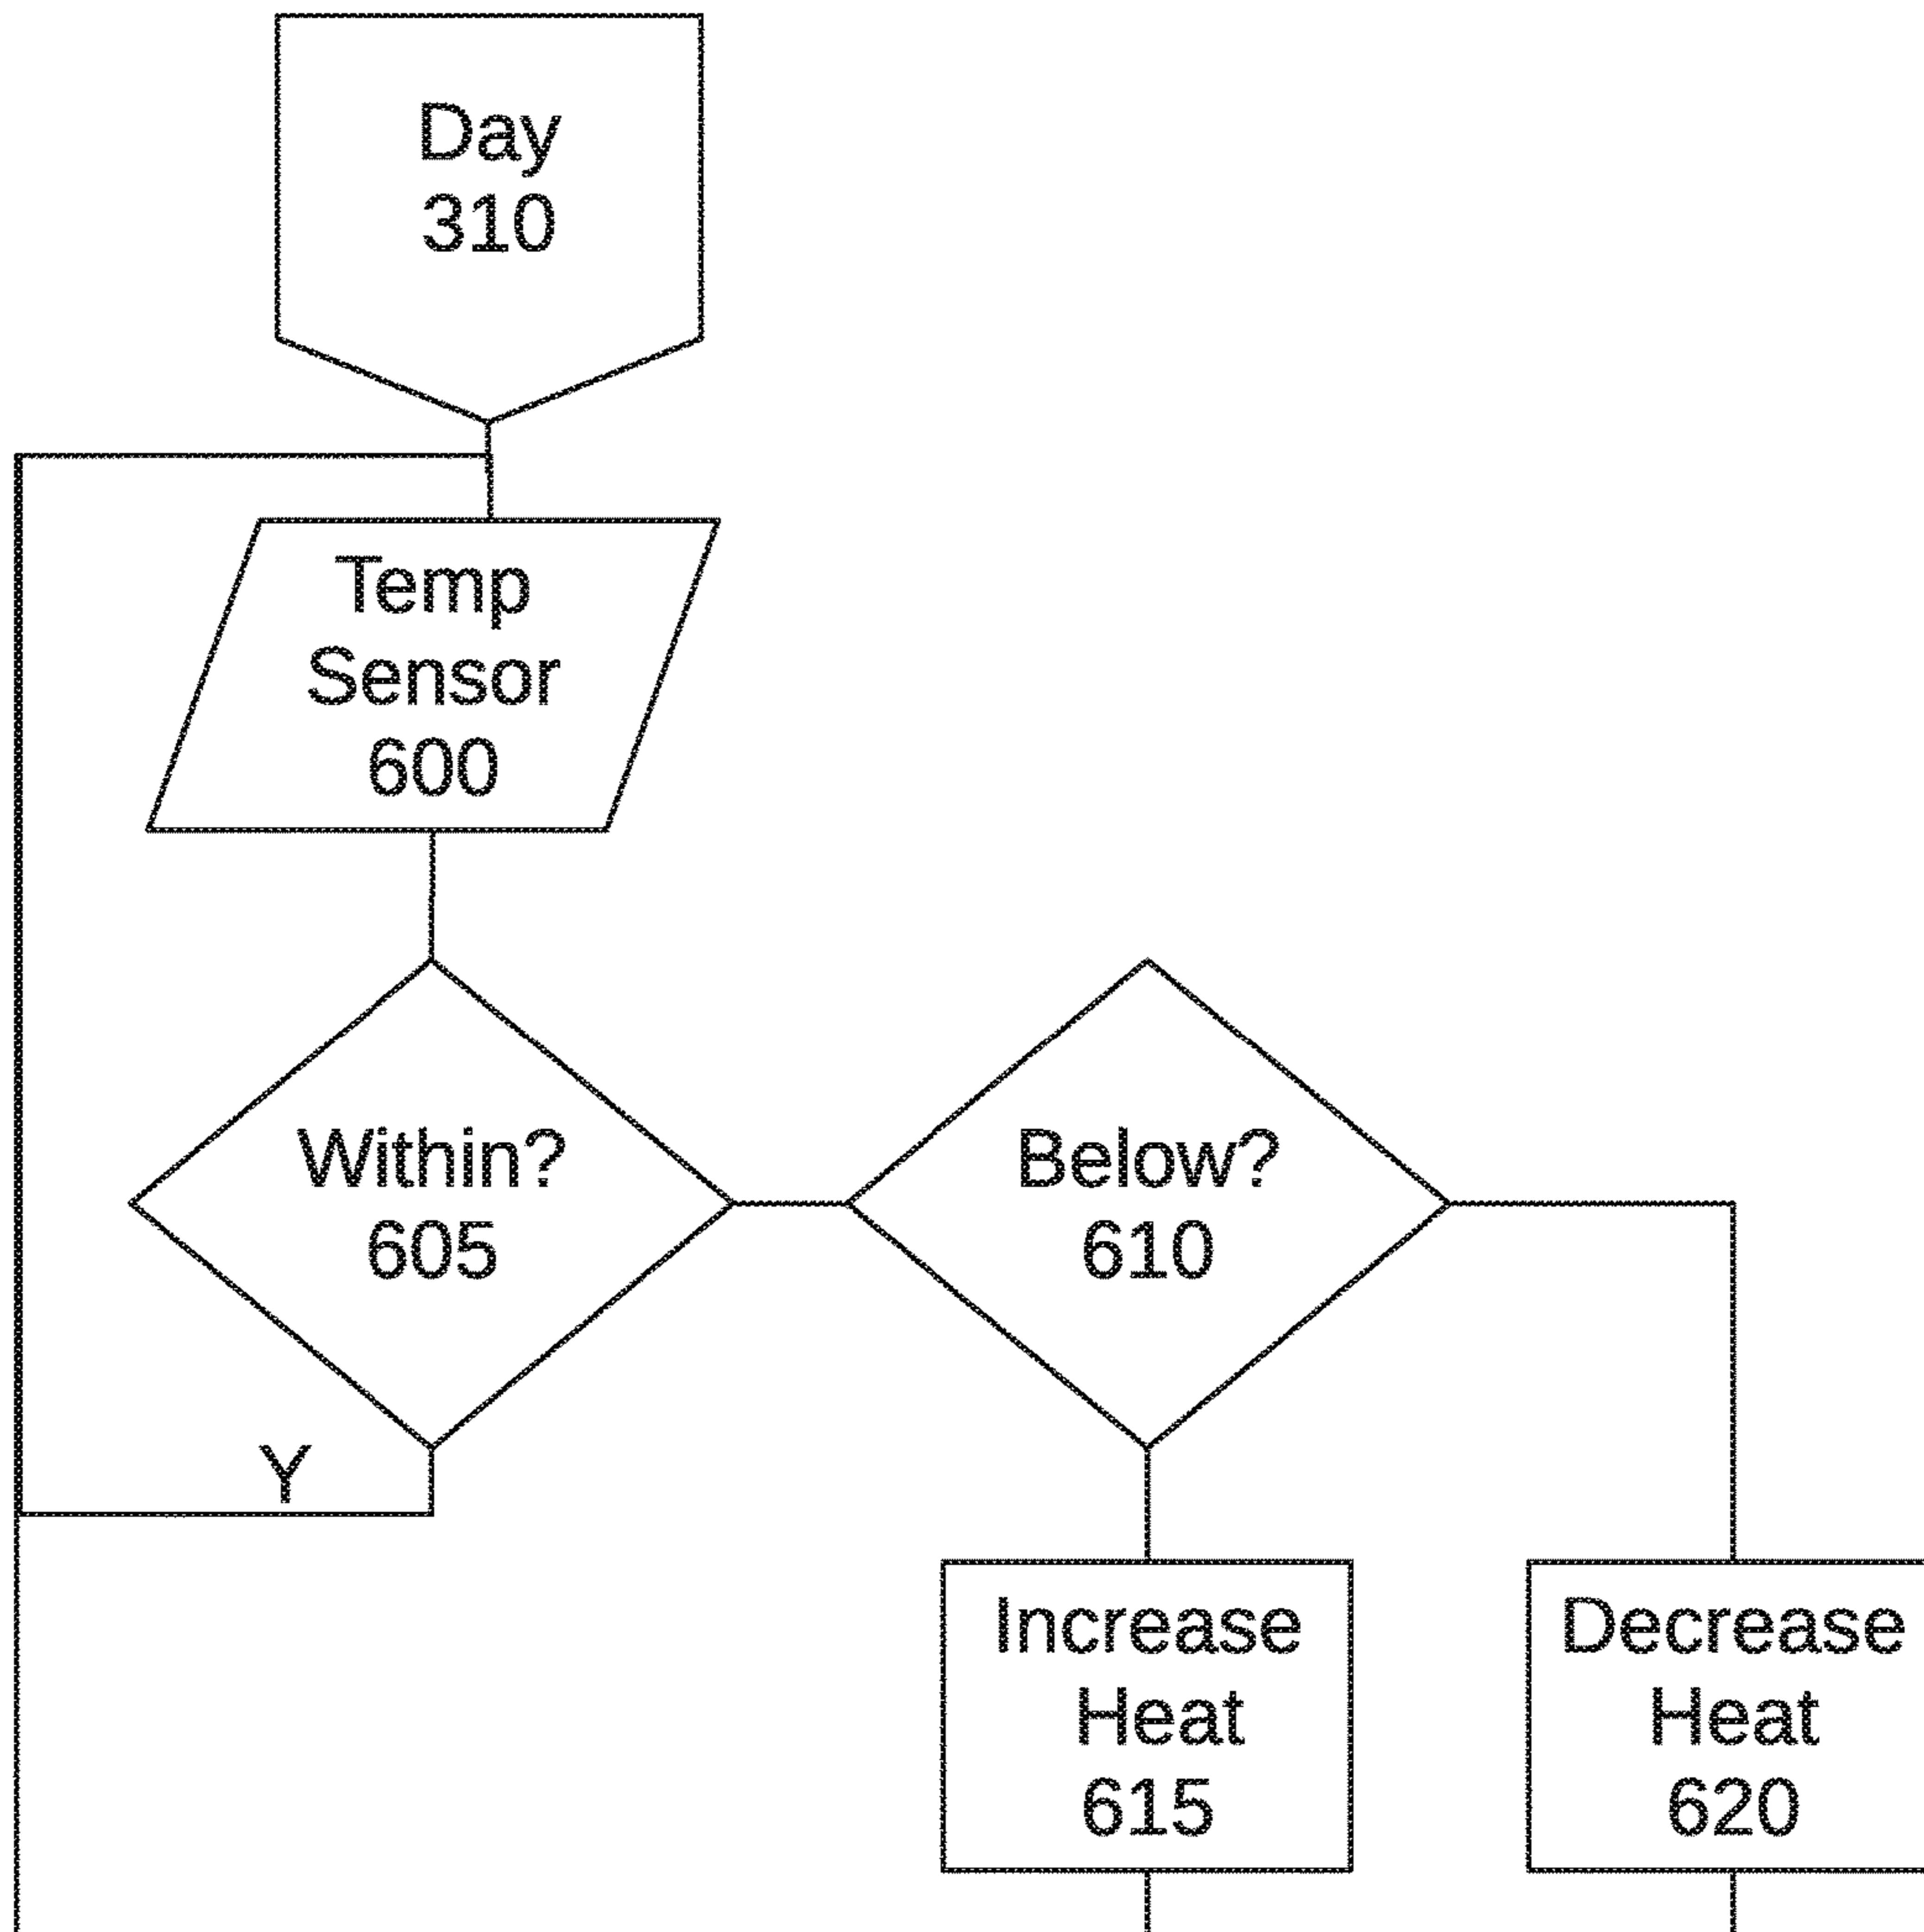 Day
310
Temp
Sensor
600
Within?
605
Below?
610
Y
Increase
Heat
615
Decrease
Heat
620